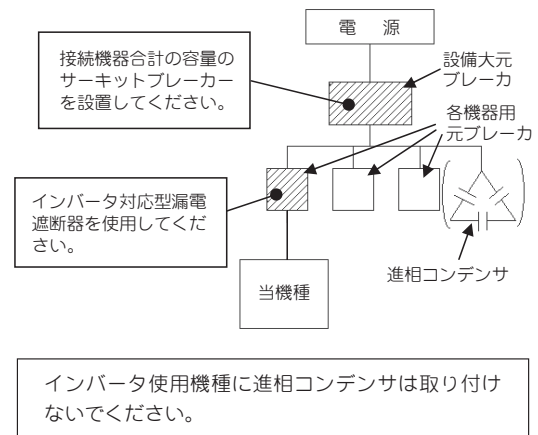 電 源
接続機器合計の容量の
サーキットブレーカー
を設置してください。
設備大元
ブレーカ
各機器用
元ブレーカ
インバータ対応型漏電
遮断器を使用してくだ
さい。
進相コンデンサ
当機種
インバータ使用機種に進相コンデンサは取り付け
ないでください。